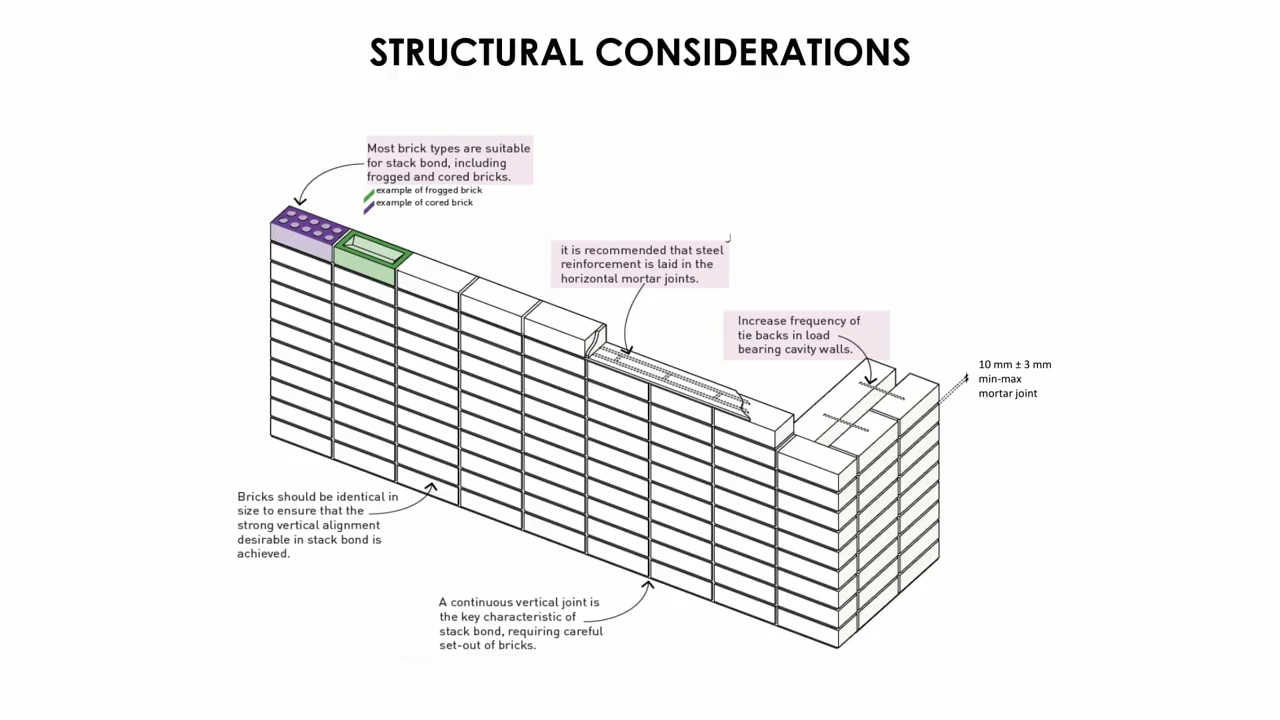 STRUCTURAL CONSIDERATIONS
Most brick types are suitable
for stack bond, including
frogged and cored bricks.
example of frogged brick
example of cored brick
it is recommended that steel
reinforcement is laid in the
horizontal mortar joints.
Increase frequency of
tie backs in load
bearing cavity walls.
10 mm ± 3 mm
min-max
mortar joint
Bricks should be identical in
size to ensure that the
strong vertical alignment
desirable in stack bond is
achieved.
A continuous vertical joint is
the key characteristic of
stack bond, requiring careful
set-out of bricks.